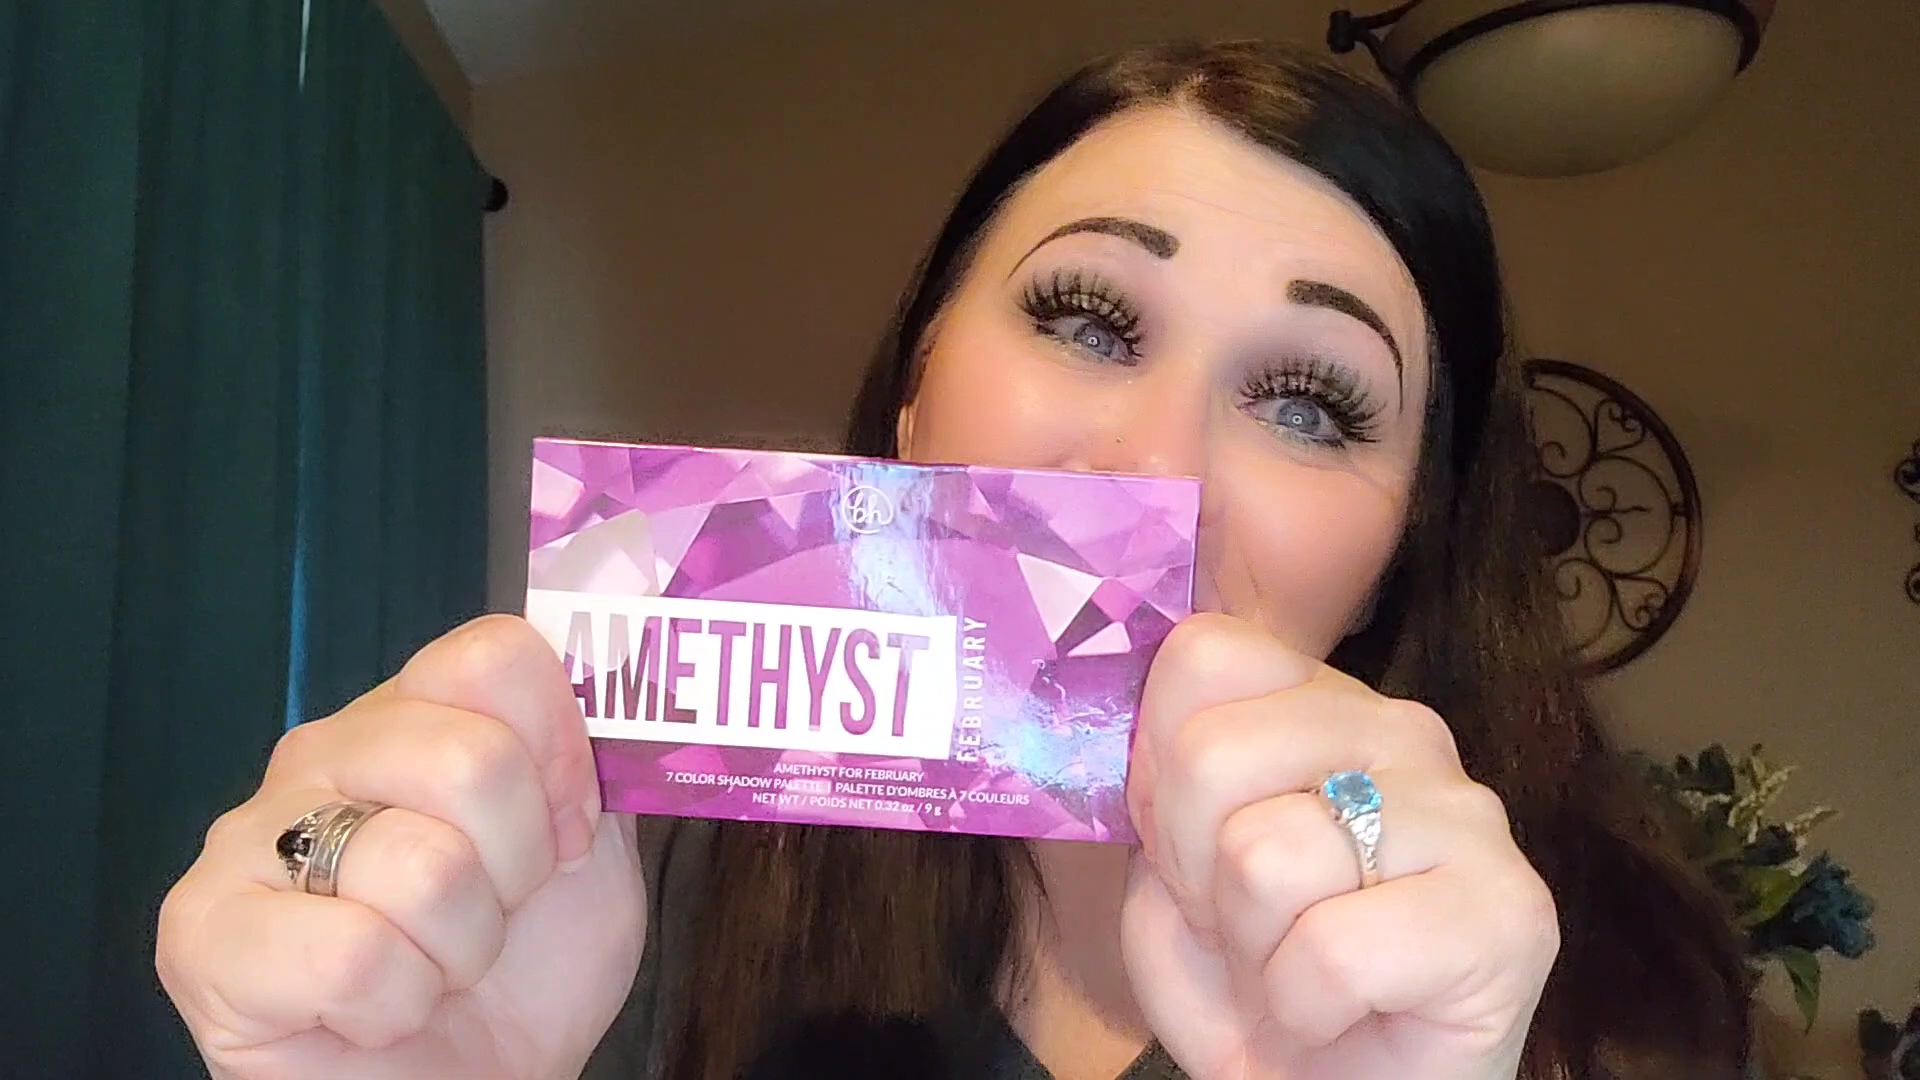 bh
AMETHYST
FEBRUARY
AMETHYST FOR FEBRUARY
7 COLOR SHADOW PALETTE | PALETTE D'OMBRES À 7 COULEURS
NET WT / POIDS NET 0.32 oz / 9 g